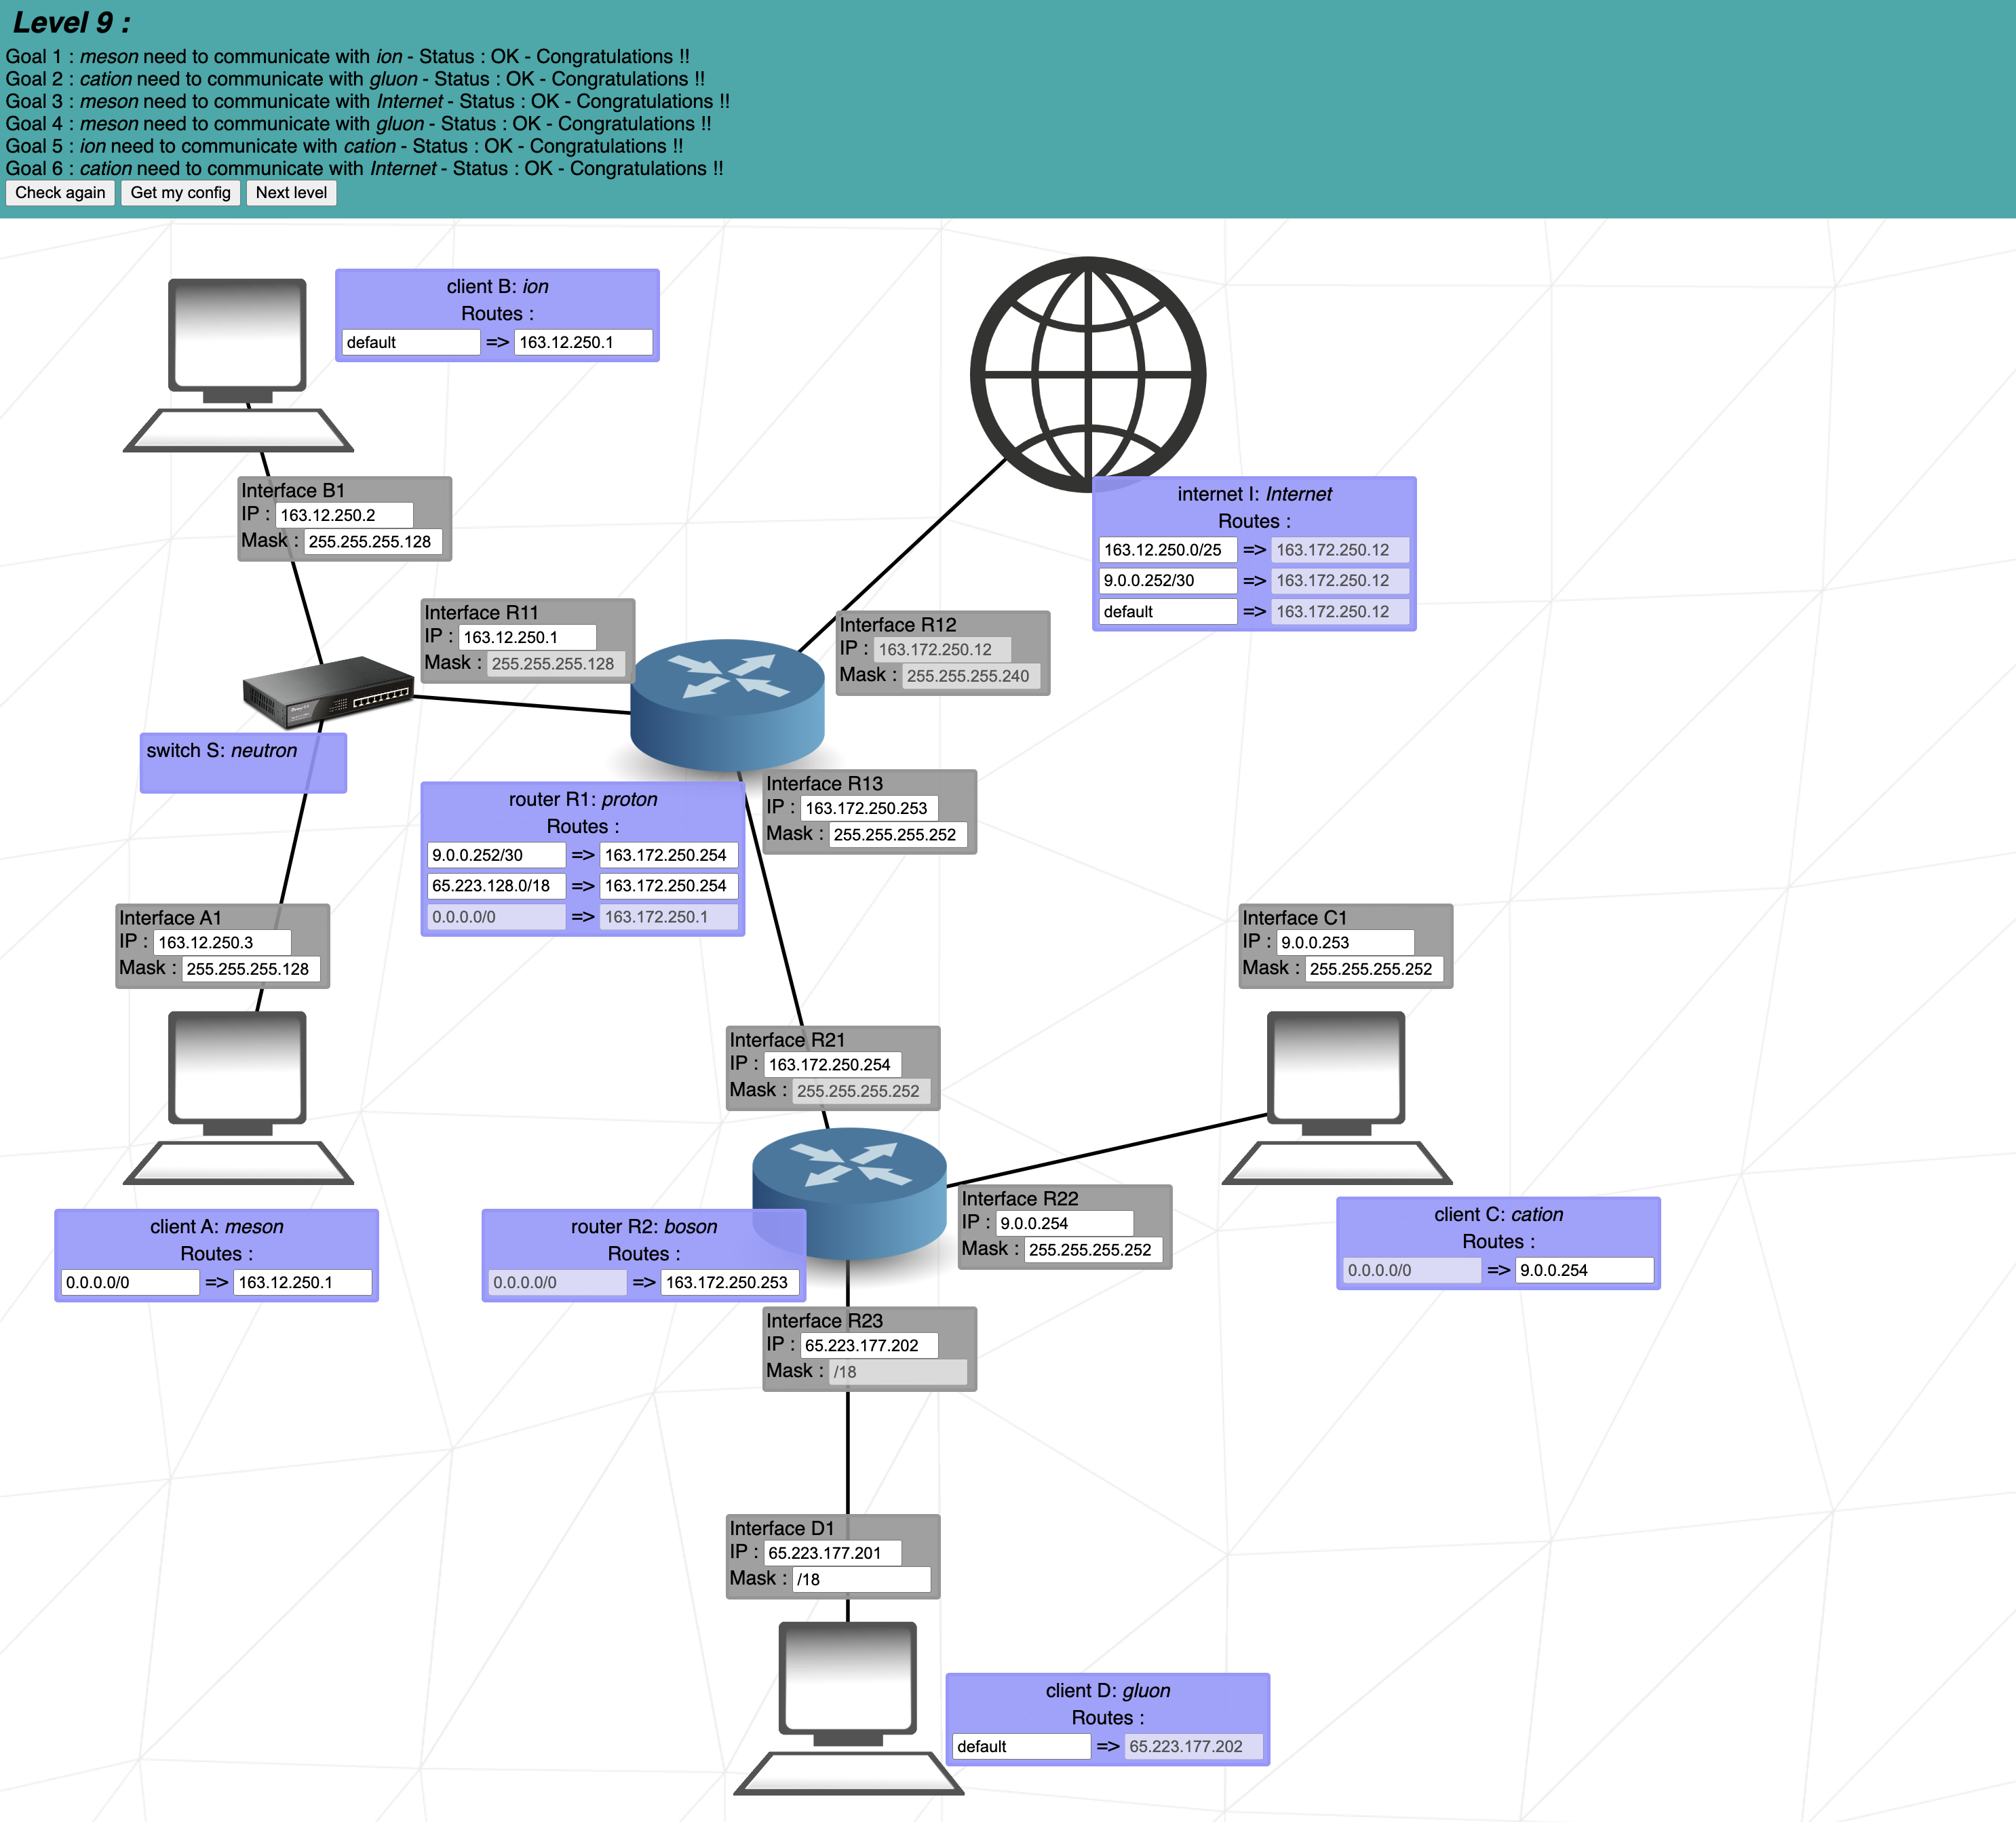 Level 9 :
Goal 1 : meson need to communicate with ion - Status : OK - Congratulations !!
Goal 2 : cation need to communicate with gluon - Status : OK - Congratulations !!
Goal 3 : meson need to communicate with Internet - Status : OK - Congratulations !!
Goal 4 : meson need to communicate with gluon - Status : OK - Congratulations !!
Goal 5 : ion need to communicate with cation - Status : OK - Congratulations !!
Goal 6 : cation need to communicate with Internet - Status : OK - Congratulations !!
Check again Get my config Next level
client B: ion
Routes :
default => 163.12.250.1
Interface B1
IP : 163.12.250.2
Mask : 255.255.255.128
internet I: Internet
Routes :
163.12.250.0/25 => 163.172.250.12
9.0.0.252/30 => 163.172.250.12
default => 163.172.250.12
Interface R11
IP : 163.12.250.1
Mask : 255.255.255.128
Interface R12
IP : 163.172.250.12
Mask : 255.255.255.240
switch S: neutron
Interface R13
IP : 163.172.250.253
Mask : 255.255.255.252
router R1: proton
Routes :
9.0.0.252/30 => 163.172.250.254
65.223.128.0/18 => 163.172.250.254
0.0.0.0/0 => 163.172.250.1
Interface A1
IP : 163.12.250.3
Mask : 255.255.255.128
Interface C1
IP : 9.0.0.253
Mask : 255.255.255.252
Interface R21
IP : 163.172.250.254
Mask : 255.255.255.252
client A: meson
Routes :
0.0.0.0/0 => 163.12.250.1
router R2: boson
Routes :
0.0.0.0/0 => 163.172.250.253
Interface R22
IP : 9.0.0.254
Mask : 255.255.255.252
client C: cation
Routes :
0.0.0.0/0 => 9.0.0.254
Interface R23
IP : 65.223.177.202
Mask : /18
Interface D1
IP : 65.223.177.201
Mask : /18
client D: gluon
Routes :
default => 65.223.177.202